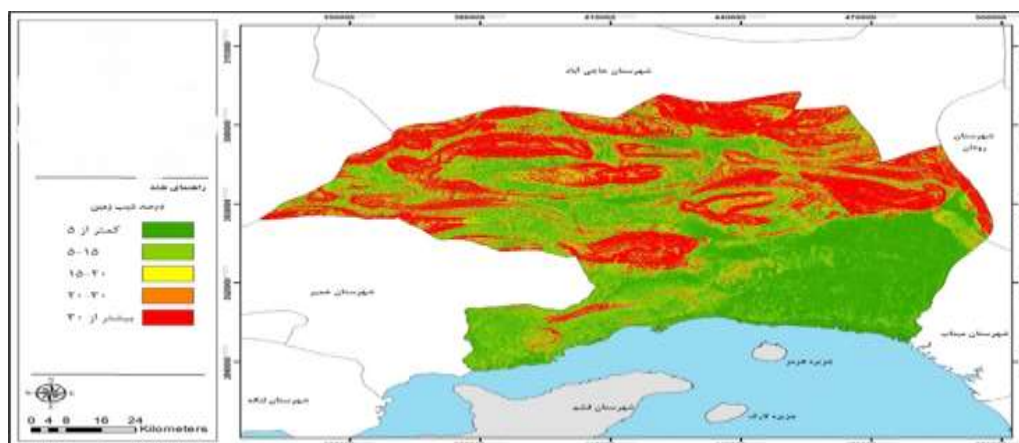 راهنمای نقشه
درصد شیب زمین
کمتر از ۵
۵-۱۵
۱۵-۲۰
۲۰-۳۰
بیشتر از ۳۰
0 4 8 16 24
Kilometers
شهرستان حاجی آباد
شهرستان
رودان
شهرستان خمیر
شهرستان میناب
جزیره هرمز
شهرستان قشم
جزیره لارک
شهرستان لنگه